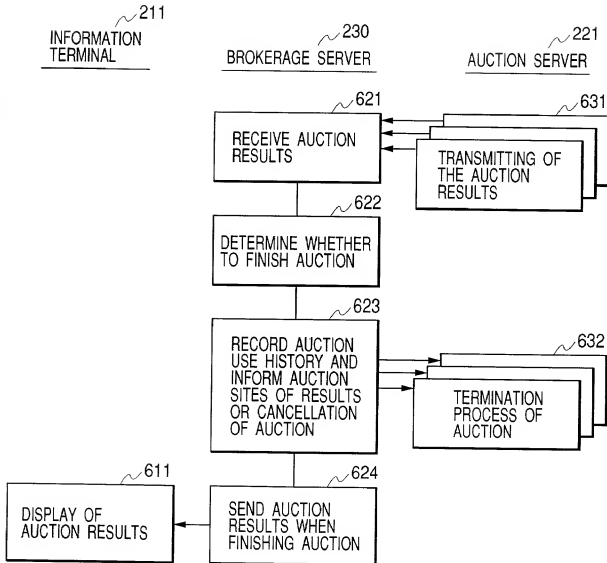 211
INFORMATION
TERMINAL
230
BROKERAGE SERVER
221
AUCTION SERVER
621
RECEIVE AUCTION
RESULTS
631
TRANSMITTING OF
THE AUCTION
RESULTS
622
DETERMINE WHETHER
TO FINISH AUCTION
623
RECORD AUCTION
USE HISTORY AND
INFORM AUCTION
SITES OF RESULTS
OR CANCELLATION
OF AUCTION
632
TERMINATION
PROCESS OF
AUCTION
611
DISPLAY OF
AUCTION RESULTS
624
SEND AUCTION
RESULTS WHEN
FINISHING AUCTION